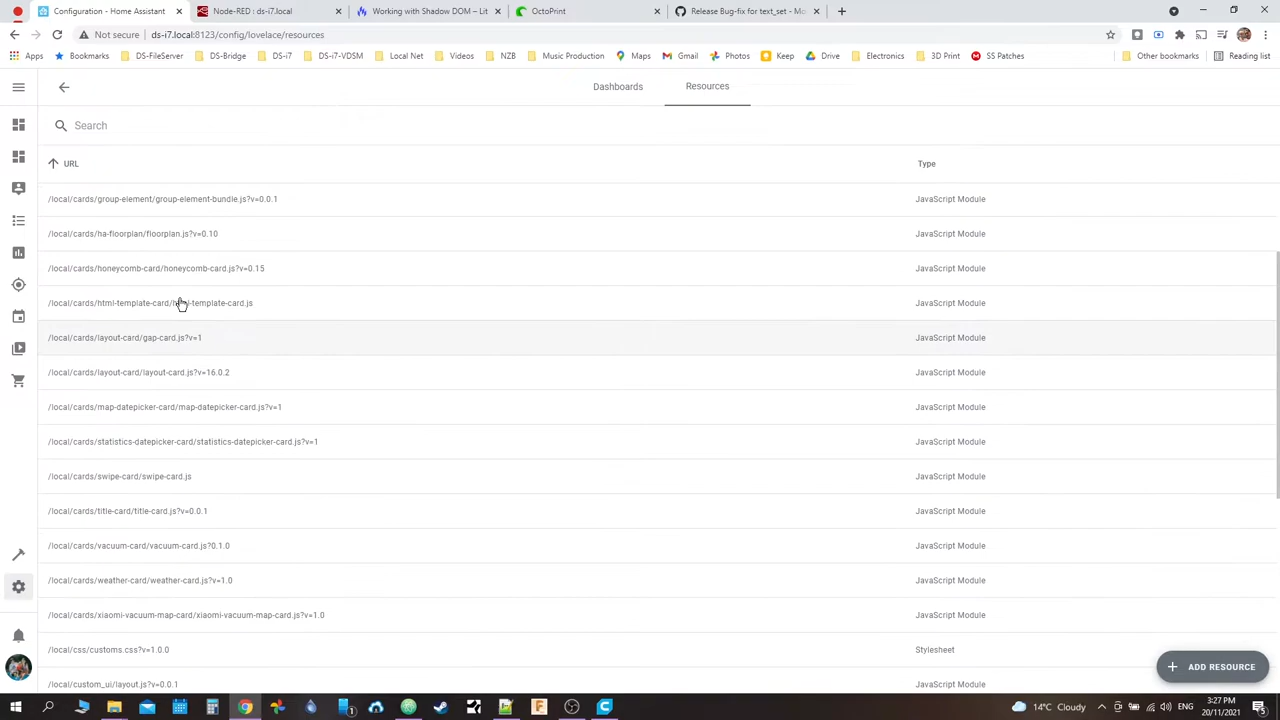 Configuration - Home Assistant
Node-RED : ds-i7.local
Working with Shadow DOM – Lit
OctoPrint
Release Bugfix for text_set - Mo
Not secure
ds-i7.local:8123/config/lovelace/resources
Apps
Bookmarks
DS-FileServer
DS-Bridge
DS-i7
DS-i7-VDSM
Local Net
Videos
NZB
Music Production
Maps
Gmail
Photos
Keep
Drive
Electronics
3D Print
SS Patches
Other bookmarks
Reading list
Dashboards
Resources
Search
URL
Type
/local/cards/group-element/group-element-bundle.js?v=0.0.1
JavaScript Module
/local/cards/ha-floorplan/floorplan.js?v=0.10
JavaScript Module
/local/cards/honeycomb-card/honeycomb-card.js?v=0.15
JavaScript Module
/local/cards/html-template-card/html-template-card.js
JavaScript Module
/local/cards/layout-card/gap-card.js?v=1
JavaScript Module
/local/cards/layout-card/layout-card.js?v=16.0.2
JavaScript Module
/local/cards/map-datepicker-card/map-datepicker-card.js?v=1
JavaScript Module
/local/cards/statistics-datepicker-card/statistics-datepicker-card.js?v=1
JavaScript Module
/local/cards/swipe-card/swipe-card.js
JavaScript Module
/local/cards/title-card/title-card.js?v=0.0.1
JavaScript Module
/local/cards/vacuum-card/vacuum-card.js?0.1.0
JavaScript Module
/local/cards/weather-card/weather-card.js?v=1.0
JavaScript Module
/local/cards/xiaomi-vacuum-map-card/xiaomi-vacuum-map-card.js?v=1.0
JavaScript Module
/local/css/customs.css?v=1.0.0
Stylesheet
/local/custom_ui/layout.js?v=0.0.1
JavaScript Module
ADD RESOURCE
14°C Cloudy
ENG
3:27 PM
20/11/2021